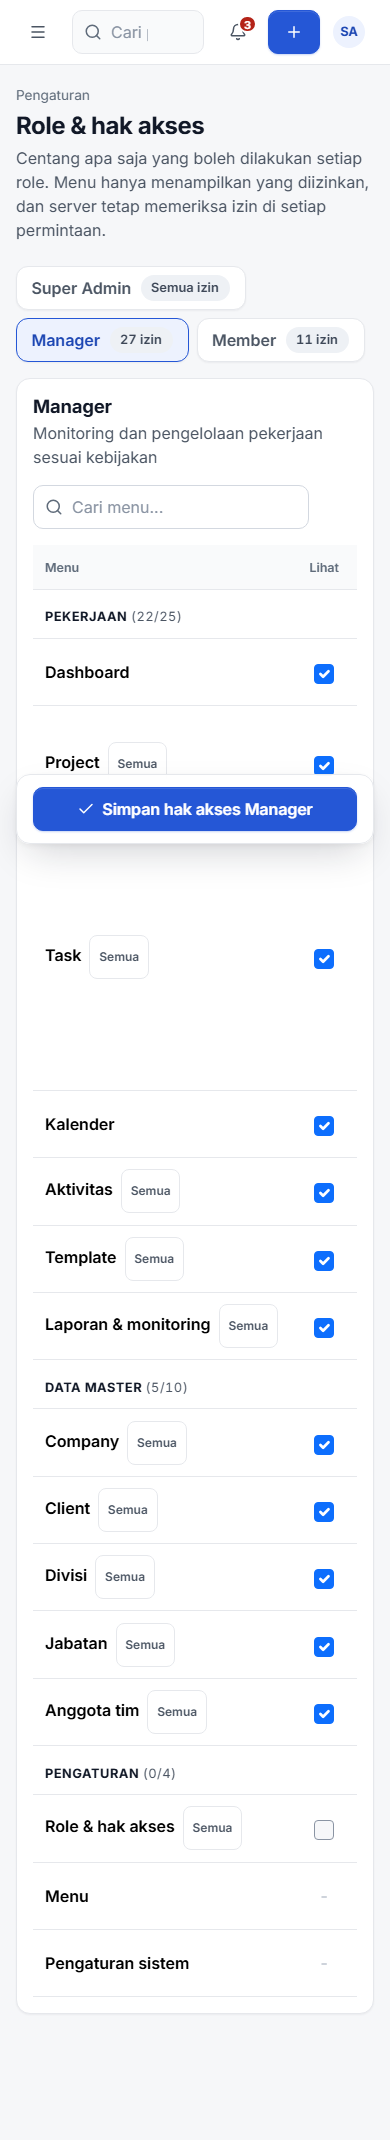 Cari
3
SA
Pengaturan
Role & hak akses
Centang apa saja yang boleh dilakukan setiap
role. Menu hanya menampilkan yang diizinkan,
dan server tetap memeriksa izin di setiap
permintaan.
Super Admin Semua izin
Manager 27 izin Member 11 izin
Manager
Monitoring dan pengelolaan pekerjaan
sesuai kebijakan
Cari menu...
Menu Lihat
PEKERJAAN (22/25)
Dashboard
Project Semua
Simpan hak akses Manager
Task Semua
Kalender
Aktivitas Semua
Template Semua
Laporan & monitoring Semua
DATA MASTER (5/10)
Company Semua
Client Semua
Divisi Semua
Jabatan Semua
Anggota tim Semua
PENGATURAN (0/4)
Role & hak akses Semua
Menu -
Pengaturan sistem -